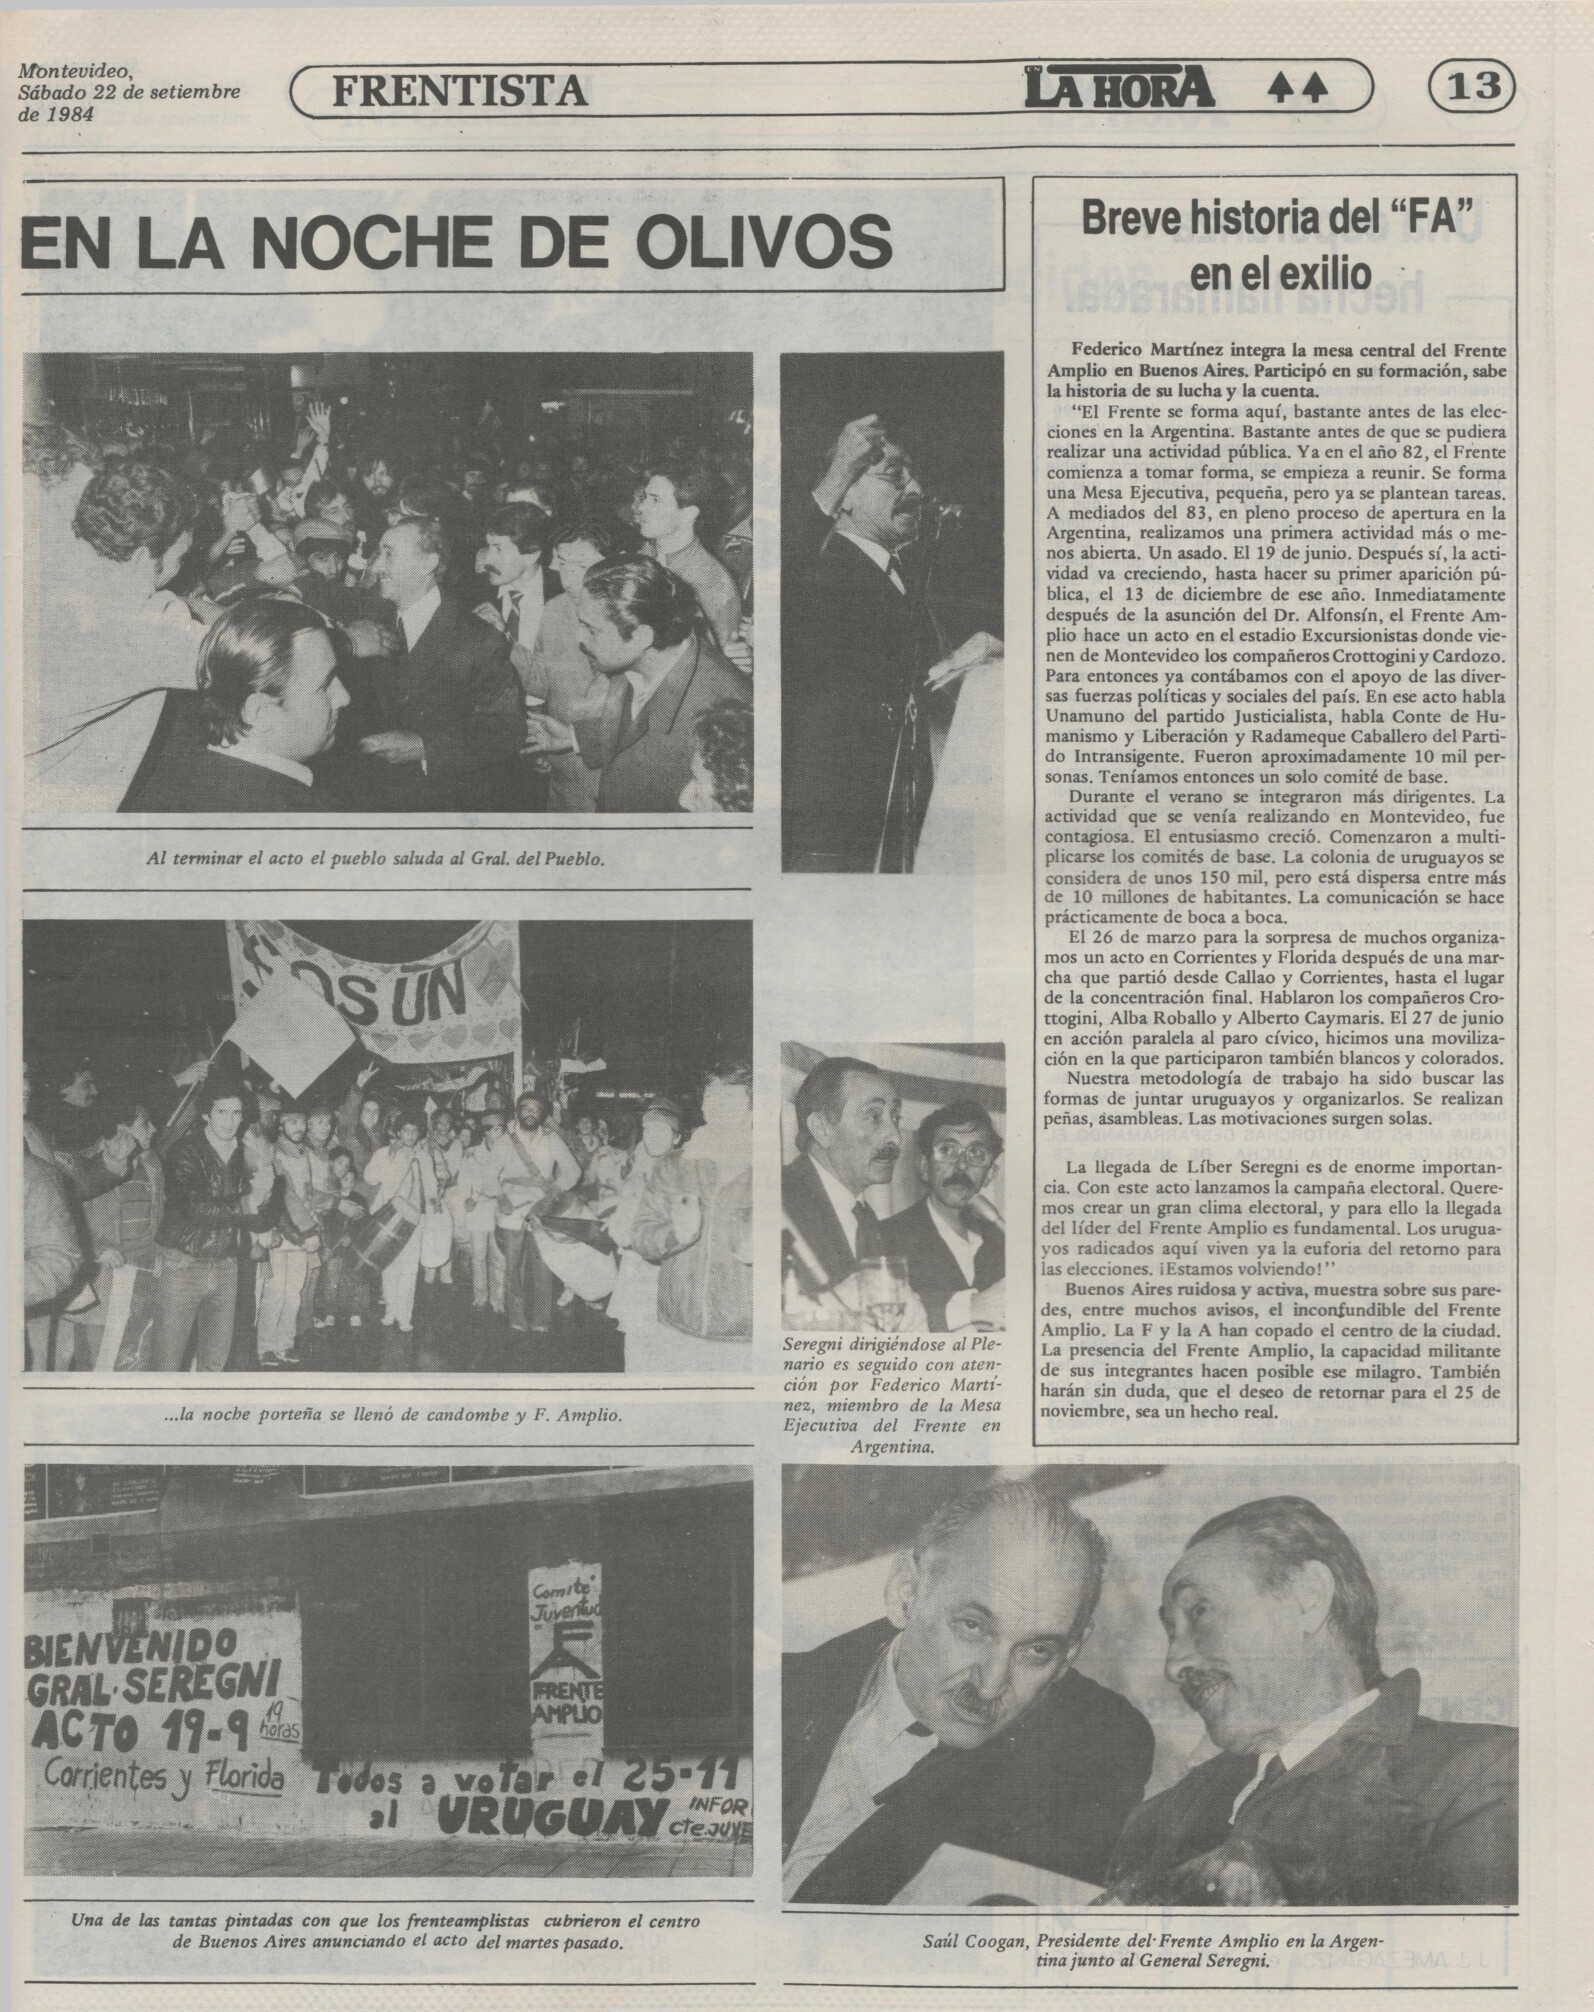 Montevideo,
Sábado 22 de setiembre
de 1984
FRENTISTA
LA HORA
13
EN LA NOCHE DE OLIVOS
Al terminar el acto el pueblo saluda al Gral. del Pueblo.
SOS UN
...la noche porteña se llenó de candombe y F. Amplio.
Seregni dirigiéndose al Ple-
nario es seguido con aten-
ción por Federico Martí-
nez, miembro de la Mesa
Ejecutiva del Frente en
Argentina.
BIENVENIDO
GRAL. SEREGNI
ACTO 19-9 19
horas
Corrientes y Florida
Comité
Juventud
FA
FRENTE
AMPLIO
Todos a votar el 25-11
al URUGUAY INFOR
cte. JUVE
Una de las tantas pintadas con que los frenteamplistas cubrieron el centro
de Buenos Aires anunciando el acto del martes pasado.
Saúl Coogan, Presidente del Frente Amplio en la Argen-
tina junto al General Seregni.
Breve historia del “FA”
en el exilio
Federico Martínez integra la mesa central del Frente
Amplio en Buenos Aires. Participó en su formación, sabe
la historia de su lucha y la cuenta.
“El Frente se forma aquí, bastante antes de las elec-
ciones en la Argentina. Bastante antes de que se pudiera
realizar una actividad pública. Ya en el año 82, el Frente
comienza a tomar forma, se empieza a reunir. Se forma
una Mesa Ejecutiva, pequeña, pero ya se plantean tareas.
A mediados del 83, en pleno proceso de apertura en la
Argentina, realizamos una primera actividad más o me-
nos abierta. Un asado. El 19 de junio. Después sí, la acti-
vidad va creciendo, hasta hacer su primer aparición pú-
blica, el 13 de diciembre de ese año. Inmediatamente
después de la asunción del Dr. Alfonsín, el Frente Am-
plio hace un acto en el estadio Excursionistas donde vie-
nen de Montevideo los compañeros Crottogini y Cardozo.
Para entonces ya contábamos con el apoyo de las diver-
sas fuerzas políticas y sociales del país. En ese acto habla
Unamuno del partido Justicialista, habla Conte de Hu-
manismo y Liberación y Radameque Caballero del Parti-
do Intransigente. Fueron aproximadamente 10 mil per-
sonas. Teníamos entonces un solo comité de base.
Durante el verano se integraron más dirigentes. La
actividad que se venía realizando en Montevideo, fue
contagiosa. El entusiasmo creció. Comenzaron a multi-
plicarse los comités de base. La colonia de uruguayos se
considera de unos 150 mil, pero está dispersa entre más
de 10 millones de habitantes. La comunicación se hace
prácticamente de boca a boca.
El 26 de marzo para la sorpresa de muchos organiza-
mos un acto en Corrientes y Florida después de una mar-
cha que partió desde Callao y Corrientes, hasta el lugar
de la concentración final. Hablaron los compañeros Cro-
ttogini, Alba Roballo y Alberto Caymaris. El 27 de junio
en acción paralela al paro cívico, hicimos una moviliza-
ción en la que participaron también blancos y colorados.
Nuestra metodología de trabajo ha sido buscar las
formas de juntar uruguayos y organizarlos. Se realizan
peñas, asambleas. Las motivaciones surgen solas.
La llegada de Líber Seregni es de enorme importan-
cia. Con este acto lanzamos la campaña electoral. Quere-
mos crear un gran clima electoral, y para ello la llegada
del líder del Frente Amplio es fundamental. Los urugua-
yos radicados aquí viven ya la euforia del retorno para
las elecciones. ¡Estamos volviendo!”
Buenos Aires ruidosa y activa, muestra sobre sus pare-
des, entre muchos avisos, el inconfundible del Frente
Amplio. La F y la A han copado el centro de la ciudad.
La presencia del Frente Amplio, la capacidad militante
de sus integrantes hacen posible ese milagro. También
harán sin duda, que el deseo de retornar para el 25 de
noviembre, sea un hecho real.